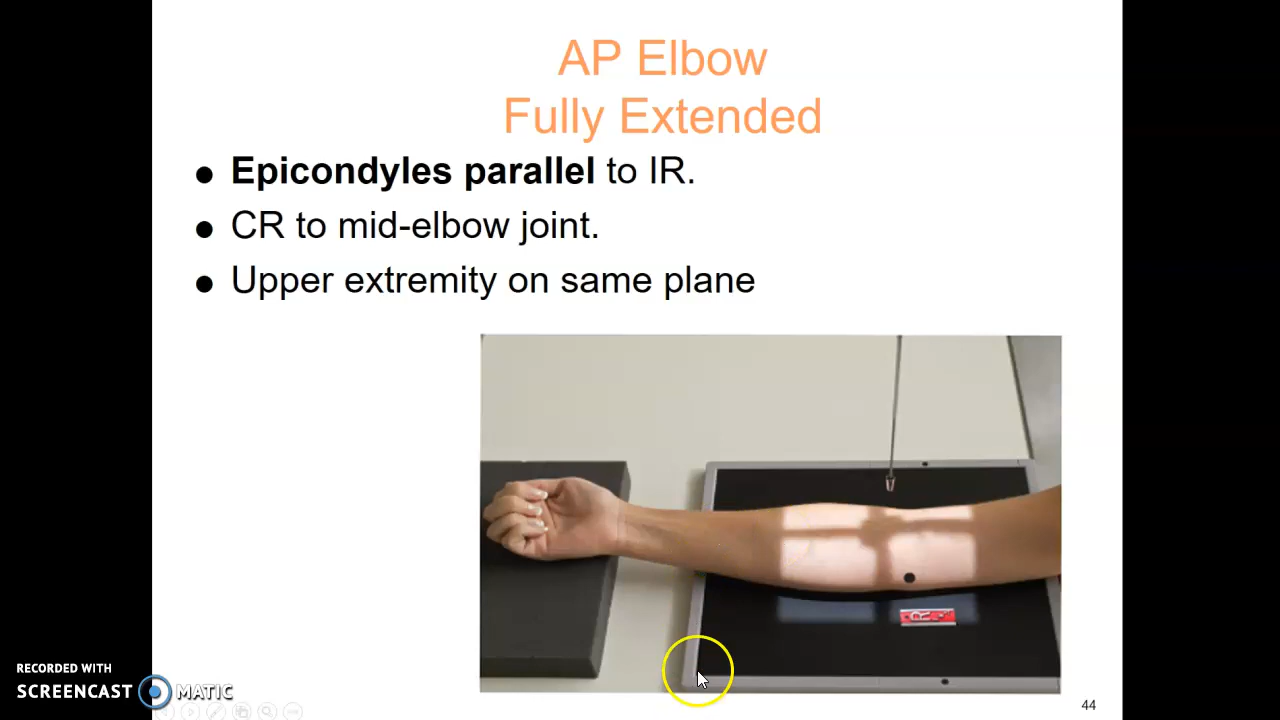 AP Elbow
Fully Extended
● Epicondyles parallel to IR.
● CR to mid-elbow joint.
● Upper extremity on same plane
R
RECORDED WITH
SCREENCAST MATIC
44